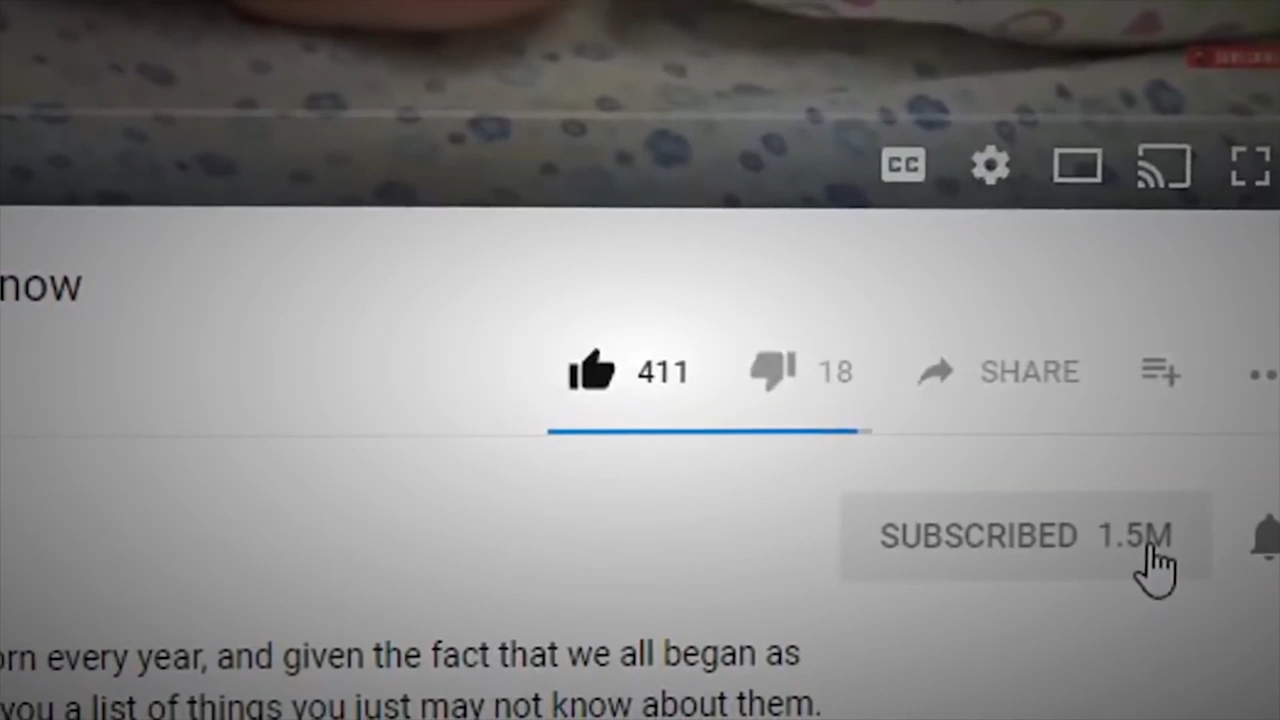 CC
now
411 18 SHARE
SUBSCRIBED 1.5M
orn every year, and given the fact that we all began as
you a list of things you just may not know about them.